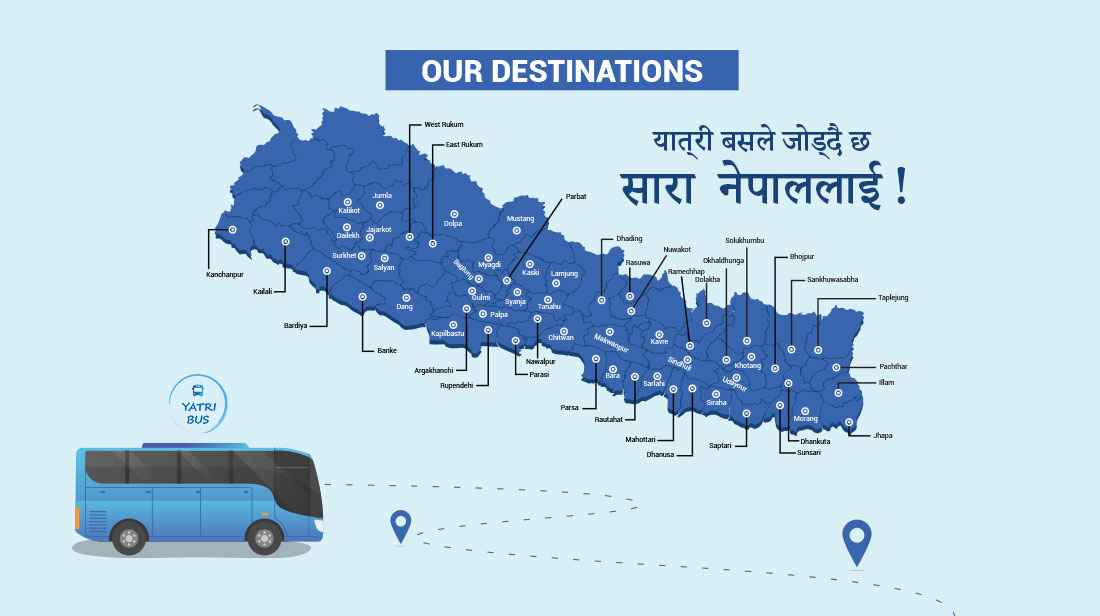 OUR DESTINATIONS
यात्री बसले जोड्दै छ
सारा नेपाललाई !
West Rukum
East Rukum
Parbat
Jumla
Kalikot
Dolpa
Mustang
Dailekh
Jajarkot
Surkhet
Salyan
Kanchanpur
Kailali
Bardiya
Banke
Dang
Baglung
Myagdi
Kaski
Lamjung
Gulmi
Syanja
Tanahu
Palpa
Kapilbastu
Chitwan
Nawalpur
Argakhanchi
Parasi
Rupendehi
Dhading
Rasuwa
Nuwakot
Ramechhap
Dolakha
Okhaldhunga
Solukhumbu
Bhojpur
Sankhuwasabha
Taplejung
Makwanpur
Kavre
Sindhuli
Khotang
Udaypur
Bara
Sarlahi
Siraha
Morang
Pachthar
Illam
Jhapa
Parsa
Rautahat
Mahottari
Dhanusa
Saptari
Dhankuta
Sunsari
YATRI
BUS